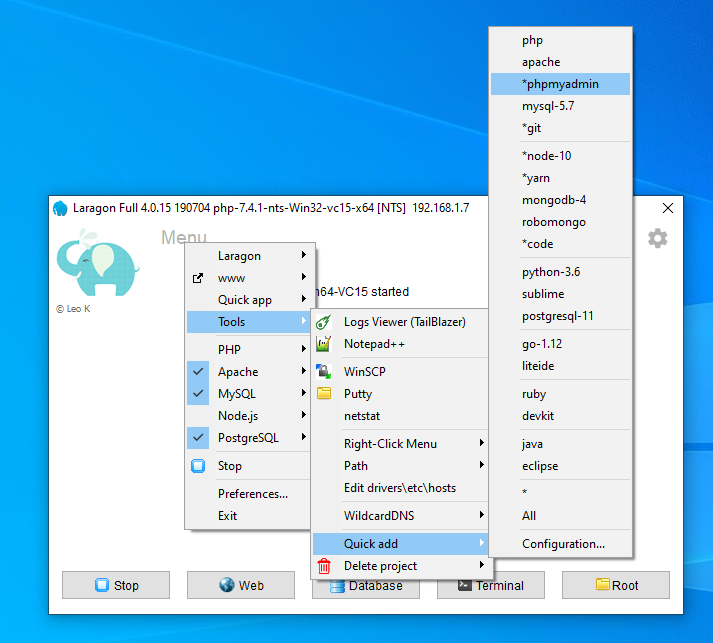 Laragon Full 4.0.15 190704 php-7.4.1-nts-Win32-vc15-x64 [NTS] 192.168.1.7
Menu
© Leo K
n64-VC15 started
Laragon
www
Quick app
Tools
PHP
Apache
MySQL
Node.js
PostgreSQL
Stop
Preferences...
Exit
Logs Viewer (TailBlazer)
Notepad++
WinSCP
Putty
netstat
Right-Click Menu
Path
Edit drivers\etc\hosts
WildcardDNS
Quick add
Delete project
php
apache
*phpmyadmin
mysql-5.7
*git
*node-10
*yarn
mongodb-4
robomongo
*code
python-3.6
sublime
postgresql-11
go-1.12
liteide
ruby
devkit
java
eclipse
*
All
Configuration...
Stop
Web
Database
Terminal
Root